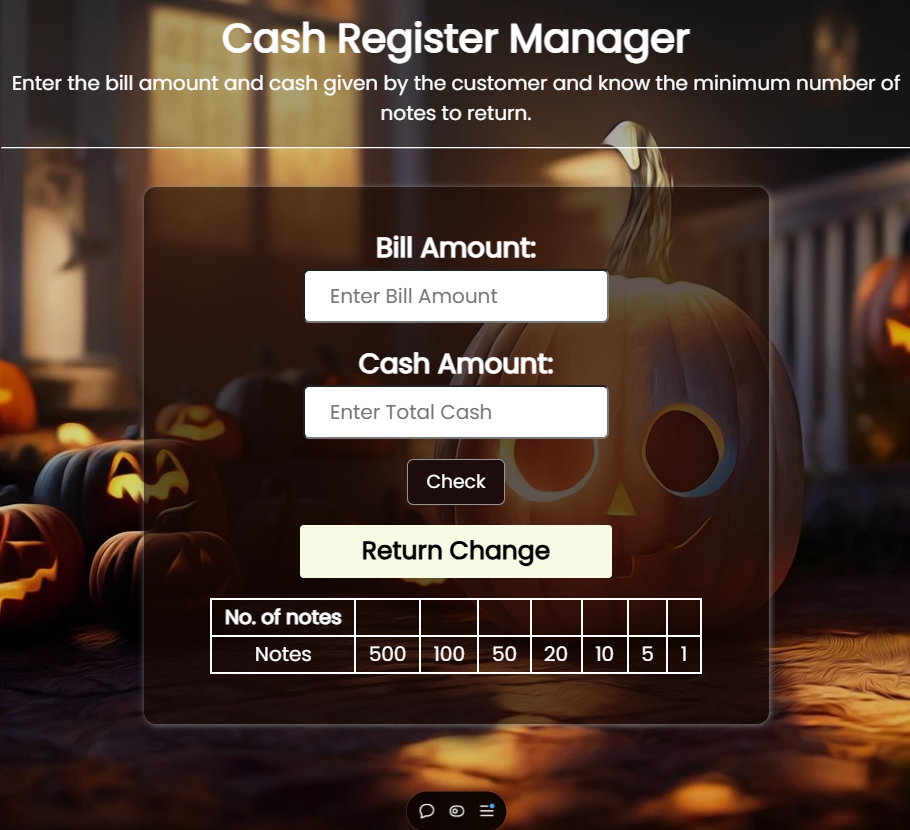 Cash Register Manager
Enter the bill amount and cash given by the customer and know the minimum number of
notes to return.
Bill Amount:
Enter Bill Amount
Cash Amount:
Enter Total Cash
Check
Return Change
No. of notes
Notes 500 100 50 20 10 5 1